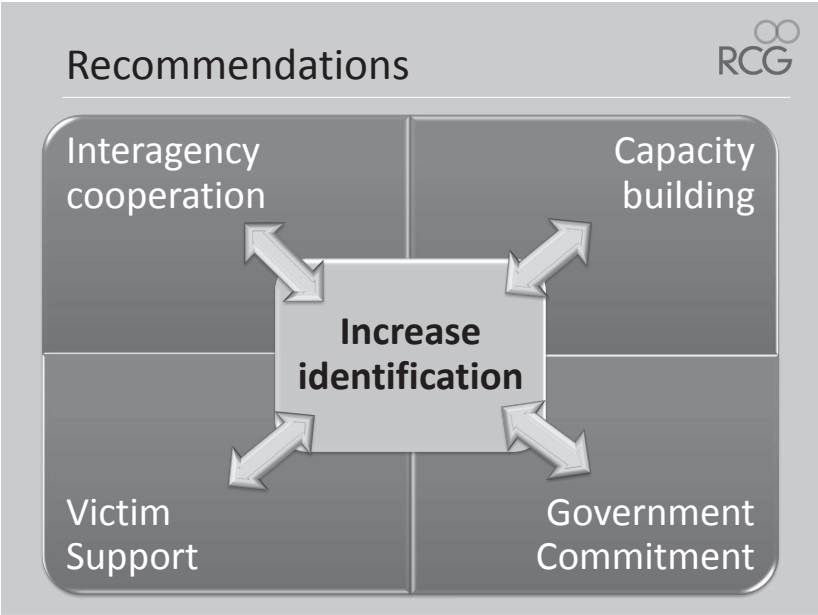 Recommendations
RCG
Interagency
cooperation
Capacity
building
Increase
identification
Victim
Support
Government
Commitment